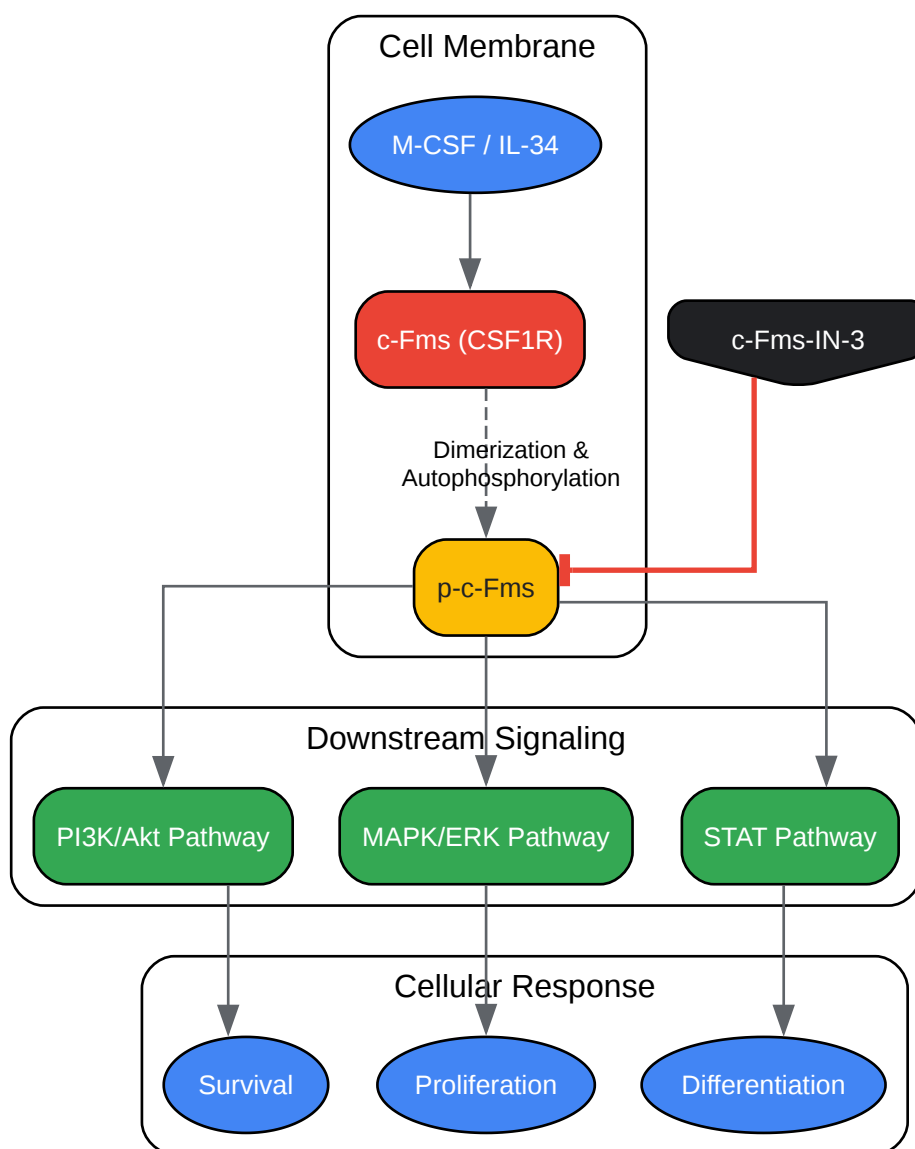 Cell Membrane
M-CSF / IL-34
c-Fms (CSF1R)
c-Fms-IN-3
Dimerization &
Autophosphorylation
p-c-Fms
Downstream Signaling
PI3K/Akt Pathway
MAPK/ERK Pathway
STAT Pathway
Cellular Response
Survival
Proliferation
Differentiation